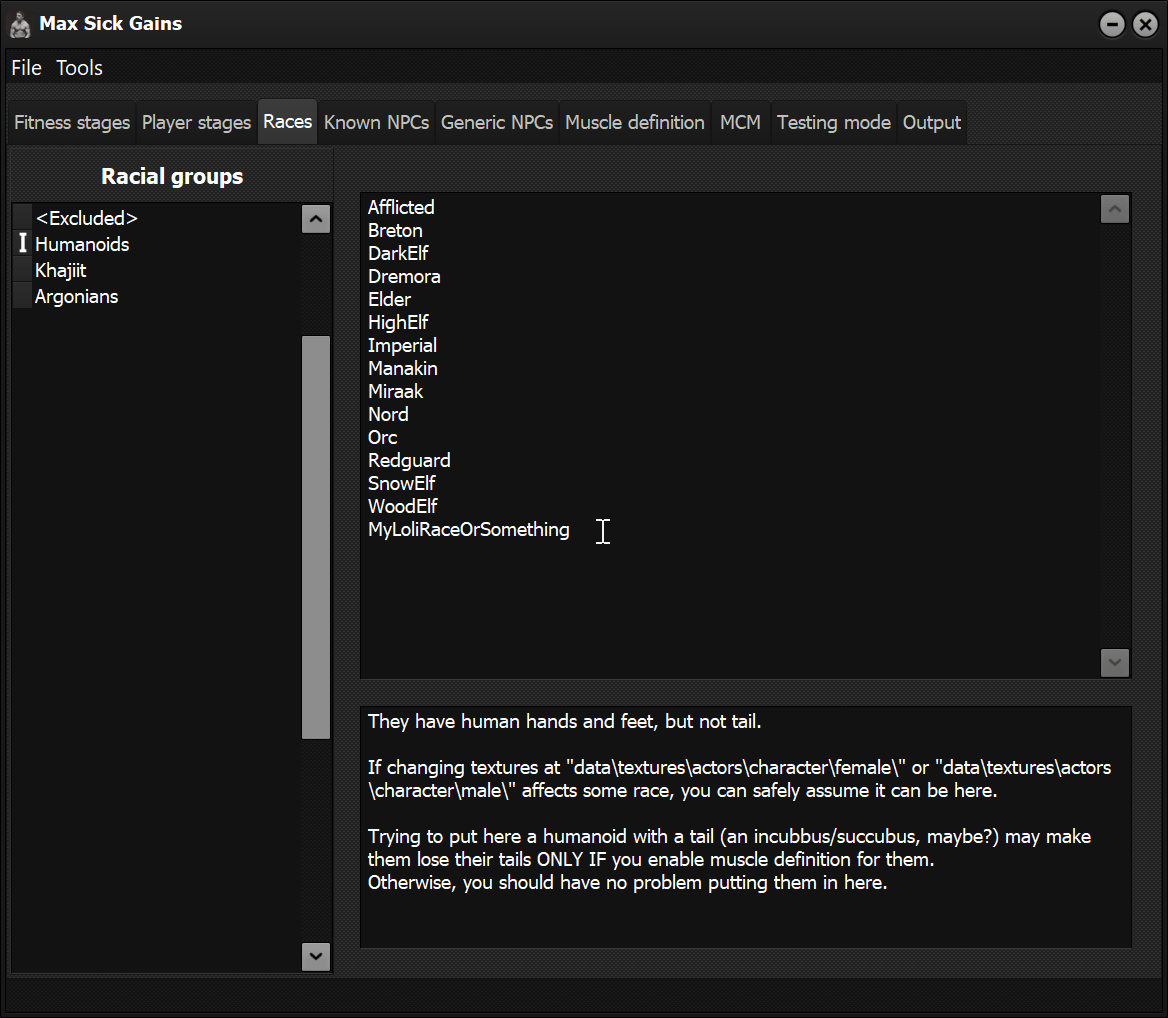 Max Sick Gains
File Tools
Fitness stages Player stages Races Known NPCs Generic NPCs Muscle definition MCM Testing mode Output
Racial groups
<Excluded>
Humanoids
Khajiit
Argonians
Afflicted
Breton
DarkElf
Dremora
Elder
HighElf
Imperial
Manakin
Miraak
Nord
Orc
Redguard
SnowElf
WoodElf
MyLoliRaceOrSomething
They have human hands and feet, but not tail.
If changing textures at "data\textures\actors\character\female\" or "data\textures\actors
\character\male\" affects some race, you can safely assume it can be here.
Trying to put here a humanoid with a tail (an incubbus/succubus, maybe?) may make
them lose their tails ONLY IF you enable muscle definition for them.
Otherwise, you should have no problem putting them in here.